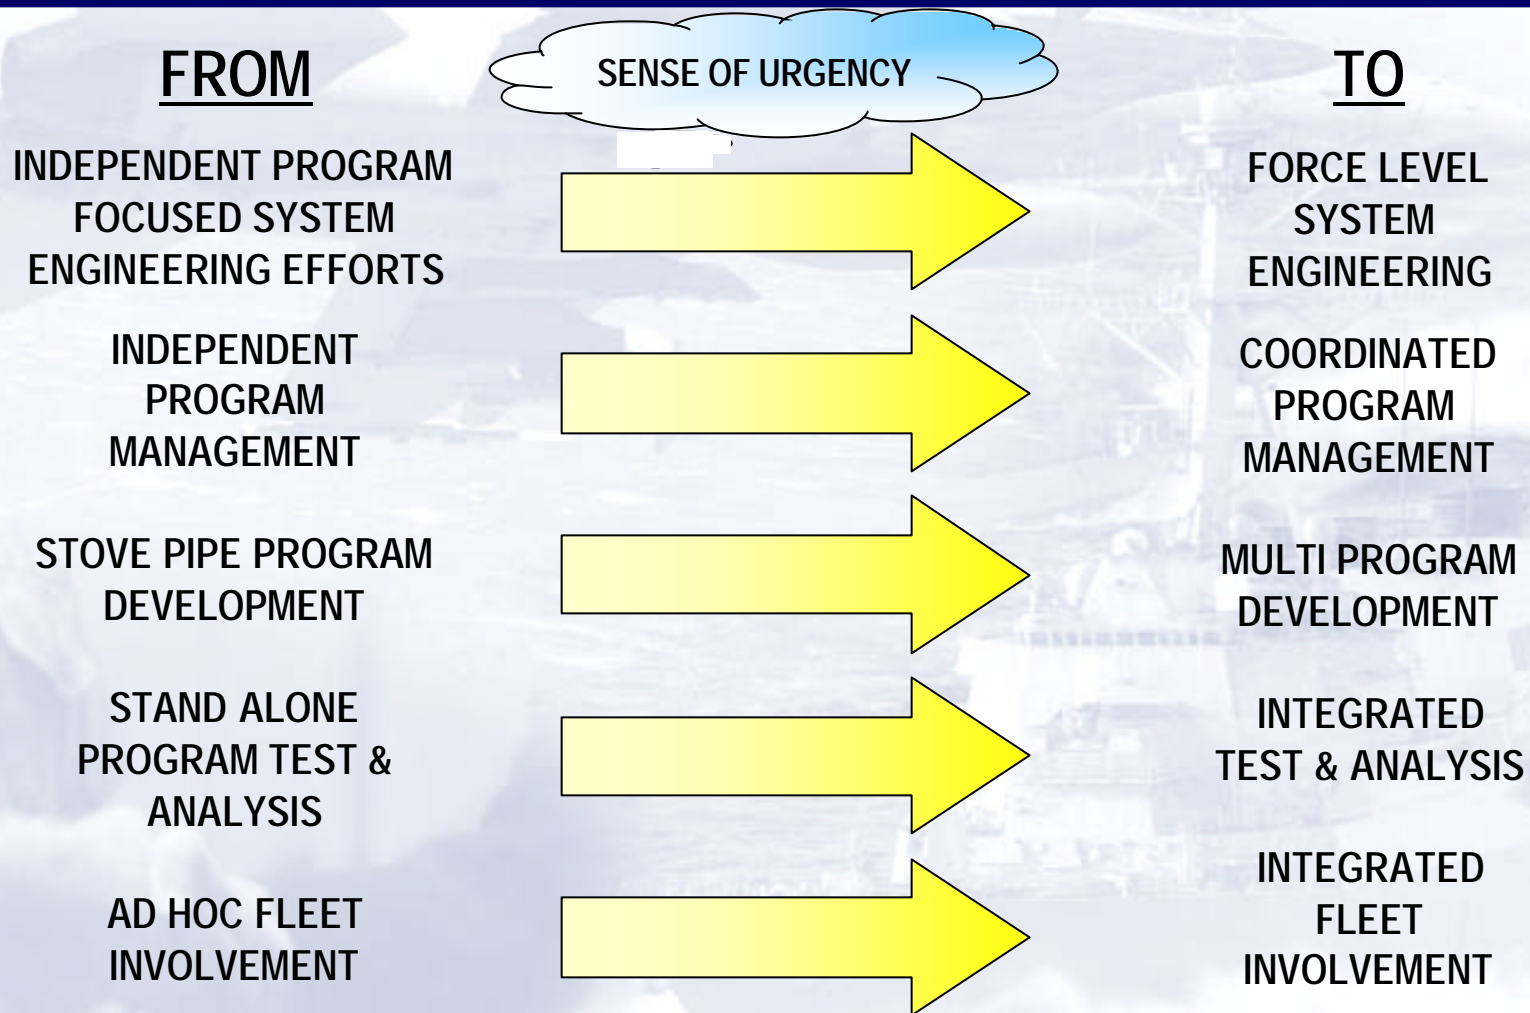 FROM
SENSE OF URGENCY
TO
INDEPENDENT PROGRAM
FOCUSED SYSTEM
ENGINEERING EFFORTS
FORCE LEVEL
SYSTEM
ENGINEERING
INDEPENDENT
PROGRAM
MANAGEMENT
COORDINATED
PROGRAM
MANAGEMENT
STOVE PIPE PROGRAM
DEVELOPMENT
MULTI PROGRAM
DEVELOPMENT
STAND ALONE
PROGRAM TEST &
ANALYSIS
INTEGRATED
TEST & ANALYSIS
AD HOC FLEET
INVOLVEMENT
INTEGRATED
FLEET
INVOLVEMENT